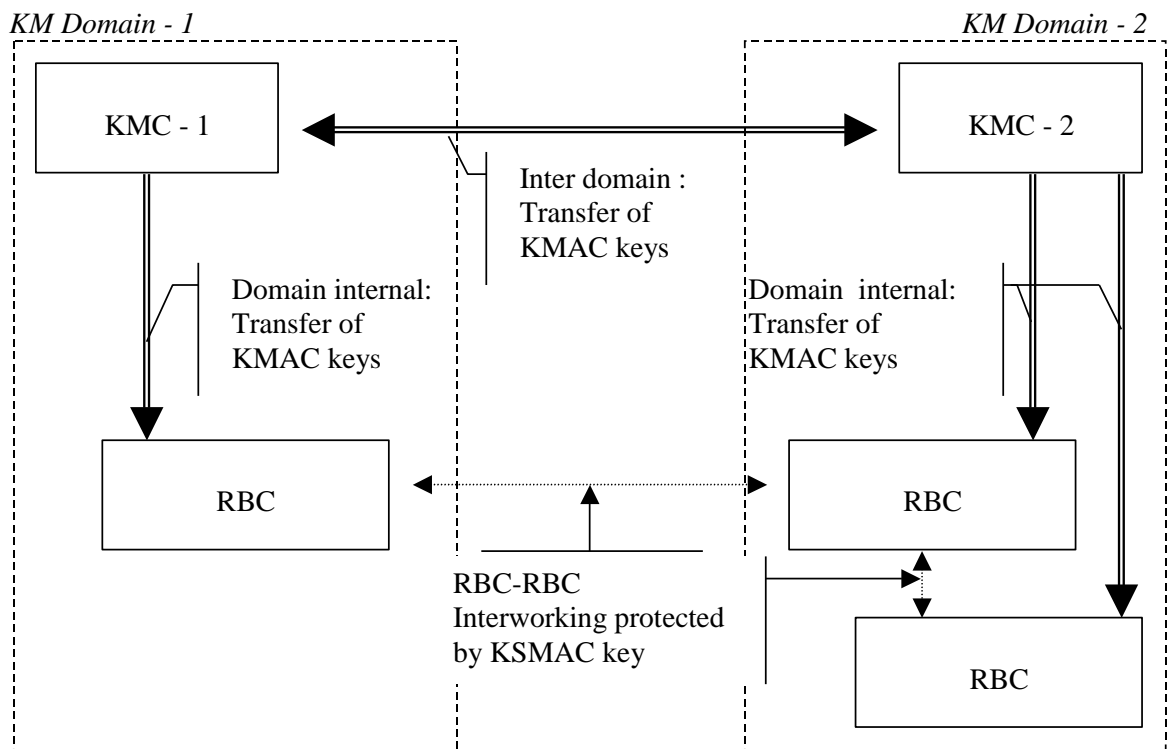 KM Domain - 1
KM Domain - 2
KMC - 1
KMC - 2
Inter domain :
Transfer of
KMAC keys
Domain internal:
Transfer of
KMAC keys
Domain internal:
Transfer of
KMAC keys
RBC
RBC
RBC-RBC
Interworking protected
by KSMAC key
RBC